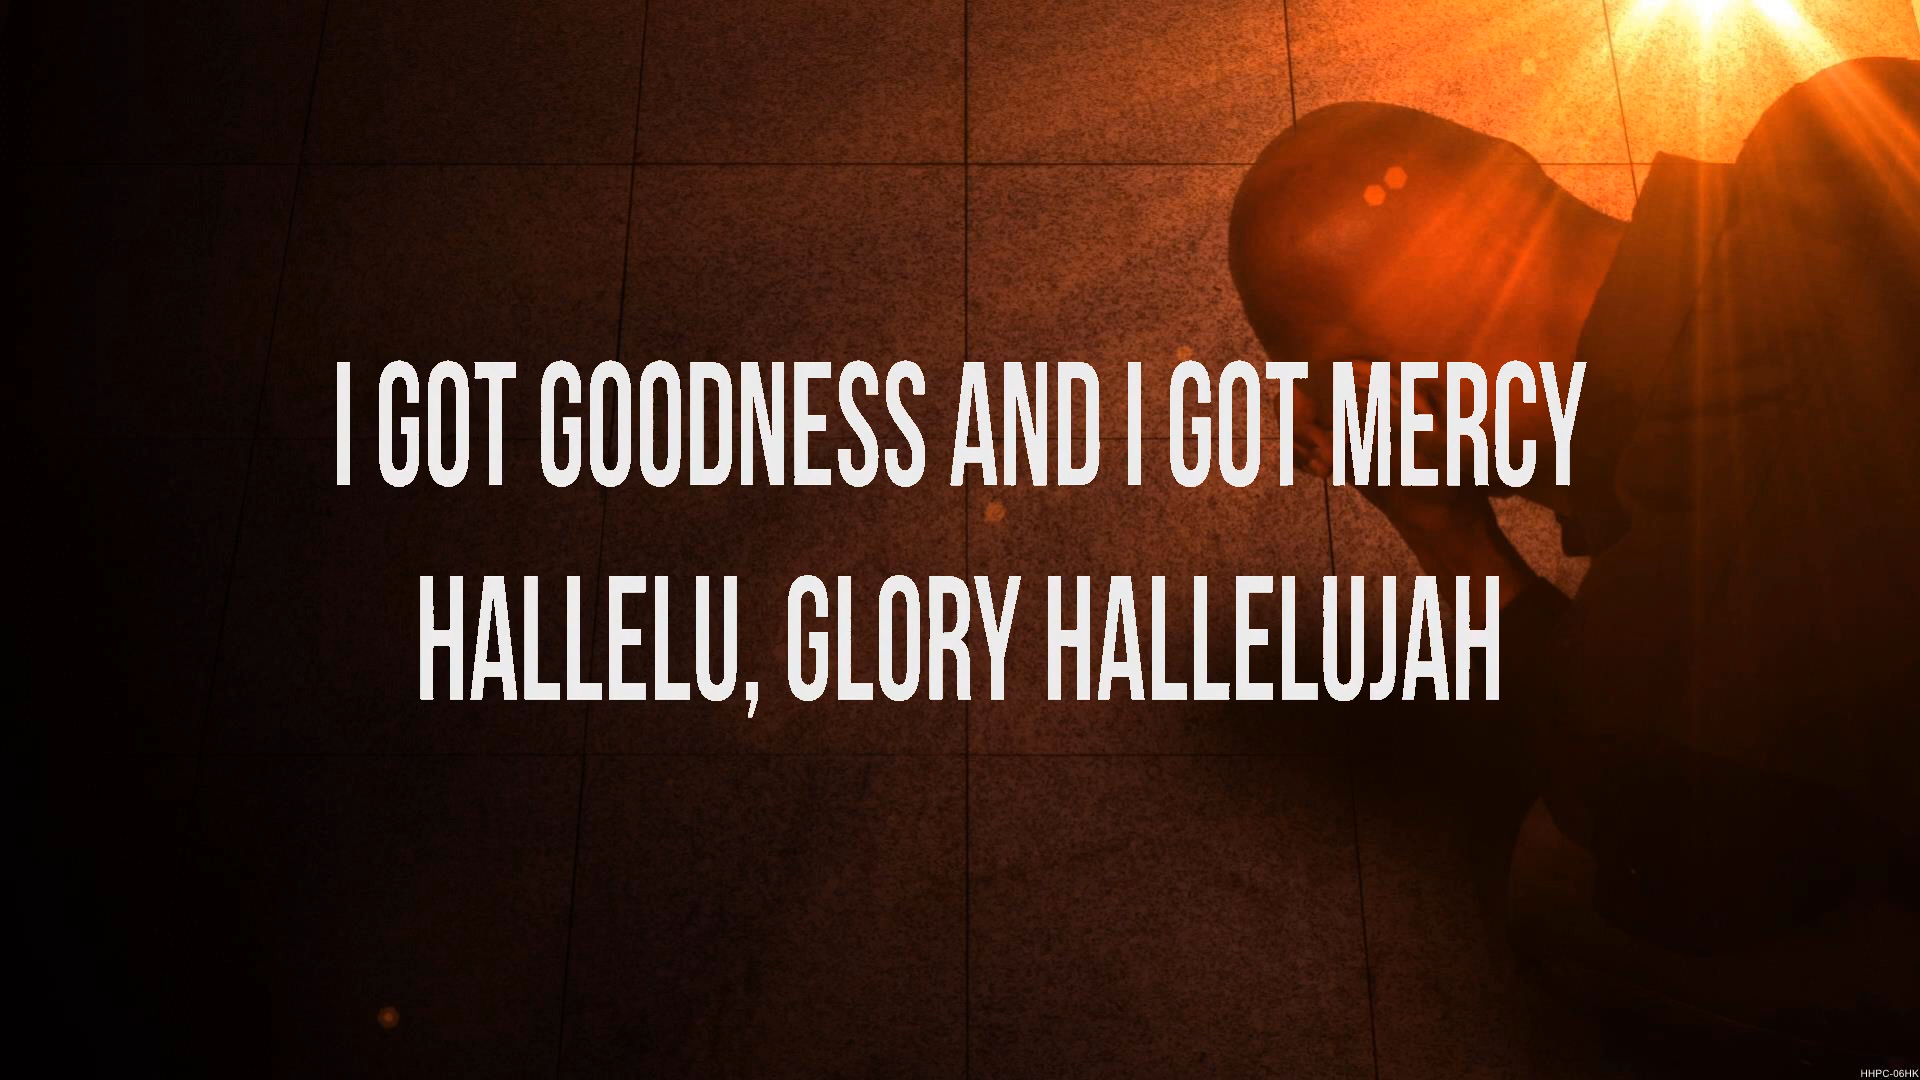 I GOT GOODNESS AND I GOT MERCY
HALLELU, GLORY HALLELUJAH
HHPC-06HK